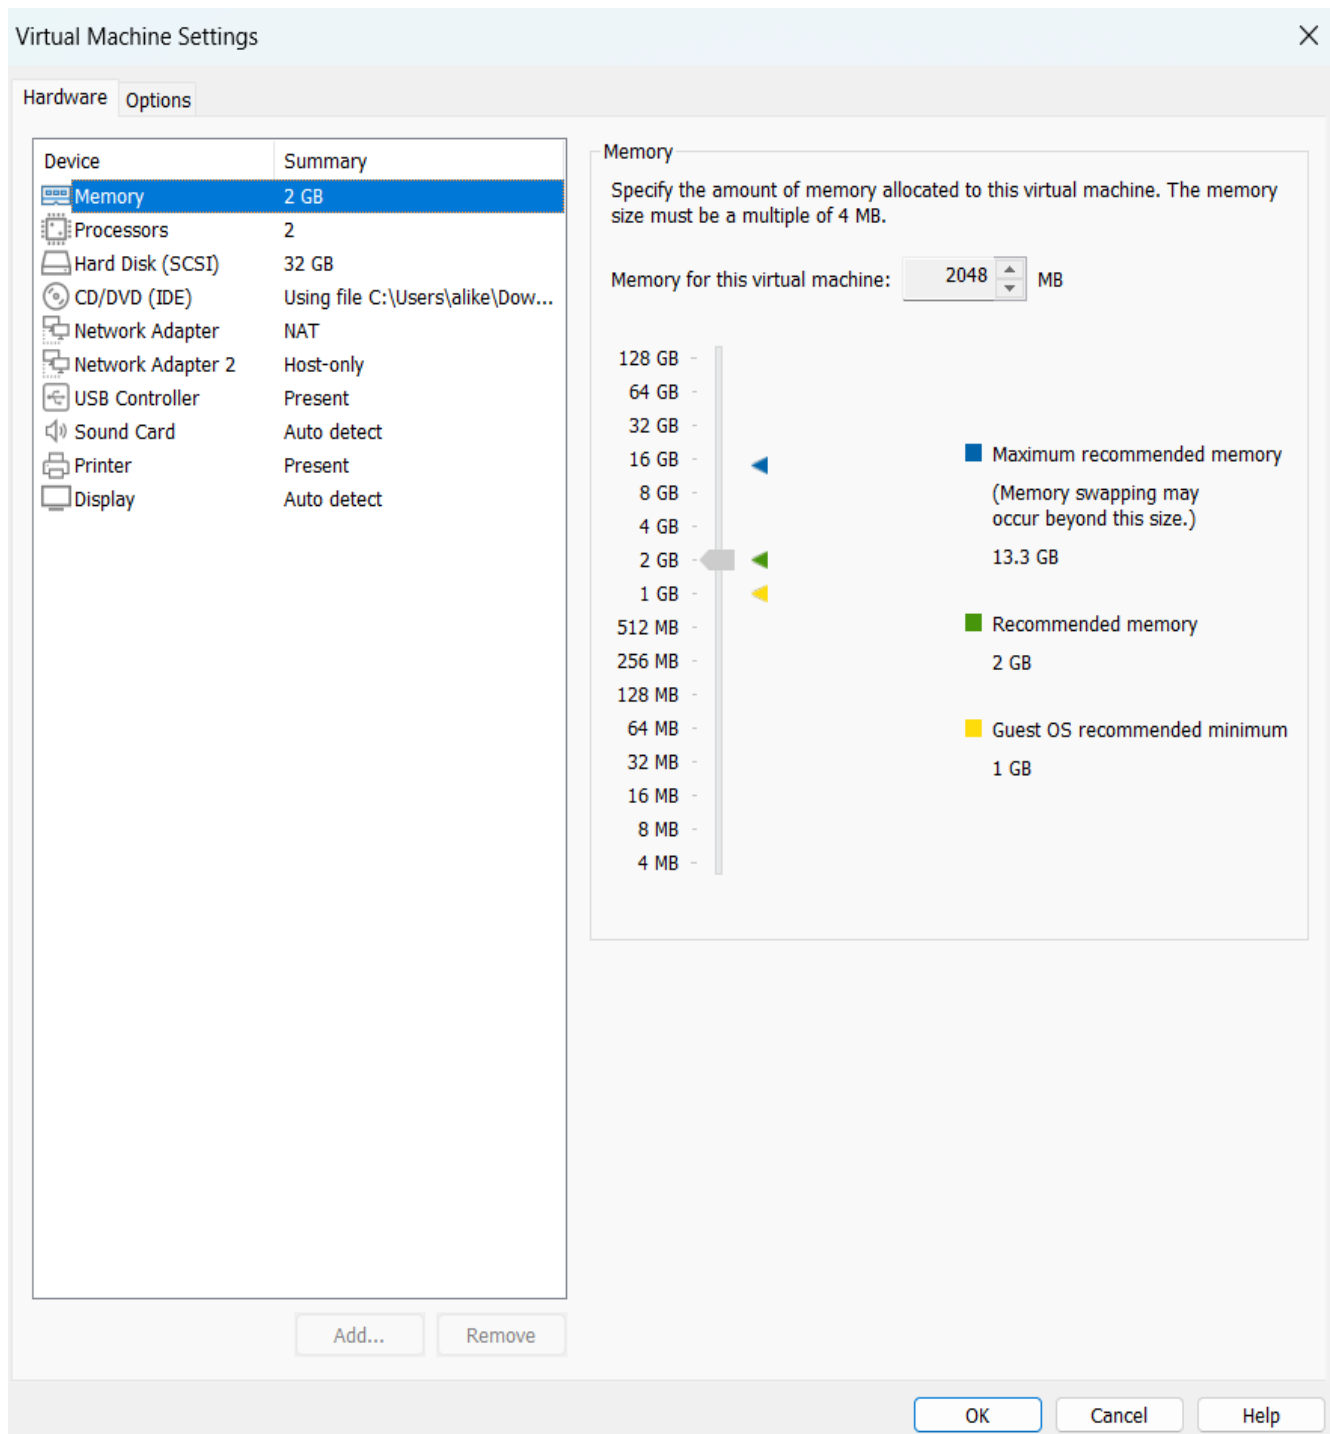 Virtual Machine Settings
Hardware Options
Device Summary
Memory 2 GB
Processors 2
Hard Disk (SCSI) 32 GB
CD/DVD (IDE) Using file C:\Users\alike\Dow...
Network Adapter NAT
Network Adapter 2 Host-only
USB Controller Present
Sound Card Auto detect
Printer Present
Display Auto detect
Add... Remove
Memory
Specify the amount of memory allocated to this virtual machine. The memory
size must be a multiple of 4 MB.
Memory for this virtual machine: 2048 MB
128 GB
64 GB
32 GB
16 GB
8 GB
4 GB
2 GB
1 GB
512 MB
256 MB
128 MB
64 MB
32 MB
16 MB
8 MB
4 MB
Maximum recommended memory
(Memory swapping may
occur beyond this size.)
13.3 GB
Recommended memory
2 GB
Guest OS recommended minimum
1 GB
OK Cancel Help